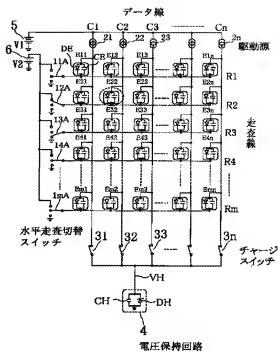 データ線
5
C1 C2 C3 Cn
V1
21 22 23 2n
駆動源
6
V2
DE CR
E11 E12 E13 E1n
11A
R1
E21 E22 E23 E2n
12A
R2
E31 E32 E33 E3n
13A
R3
走査線
E41 E42 E43 E4n
14A
R4
Em1 Em2 Em3 Emn
1mA
Rm
水平走査切替
スイッチ
31 32 33 3n
チャージ
スイッチ
VH
CH DH
4
電圧保持回路